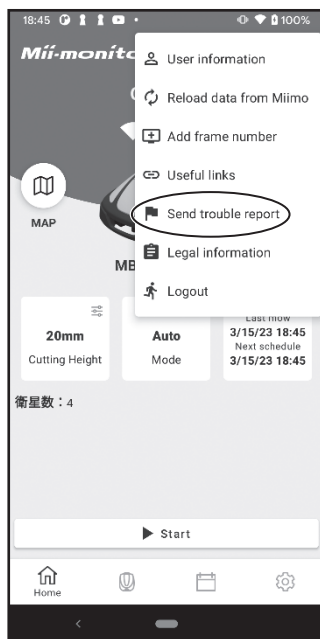 18:45
100%
Mii-monito
User information
Reload data from Miimo
Add frame number
Useful links
Send trouble report
Legal information
Logout
MAP
MB
20mm
Cutting Height
Auto
Mode
Last mow
3/15/23 18:45
Next schedule
3/15/23 18:45
衛星数：4
Start
Home